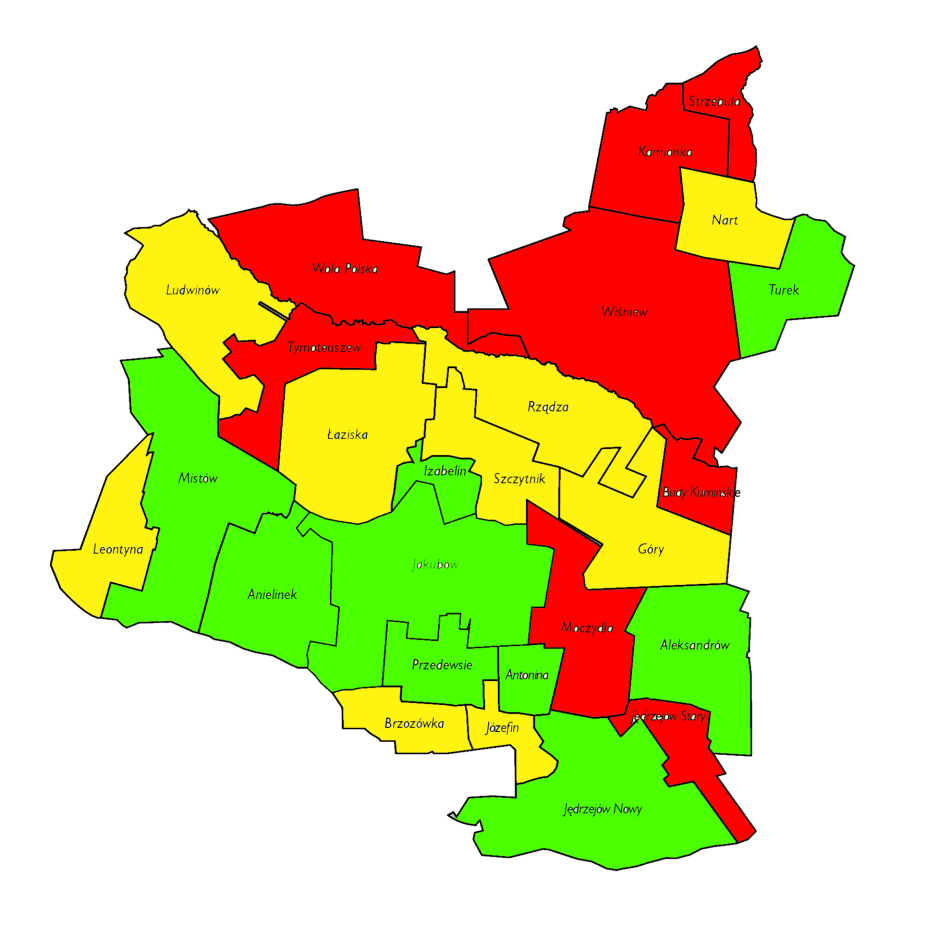 Strzebula
Kamionka
Nart
Wola Polska
Ludwinów
Turek
Wiśniew
Tymoteuszew
Rządza
Łaziska
Izabelin
Mistów
Szczytnik
Budy Kumińskie
Leontyna
Góry
Jakubów
Anielinek
Moczydła
Aleksandrów
Przedewsie
Antonina
Jędrzejów Stary
Brzozówka
Józefin
Jędrzejów Nowy